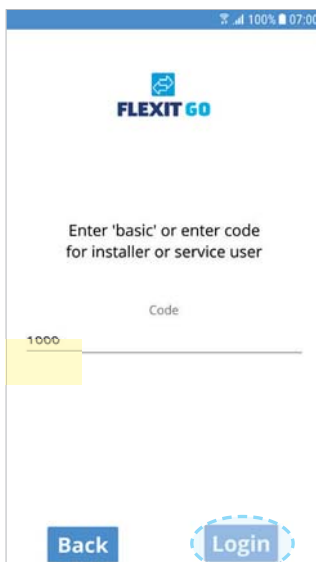 100% 07:00
FLEXIT GO
Enter 'basic' or enter code
for installer or service user
Code
1000
Back
Login